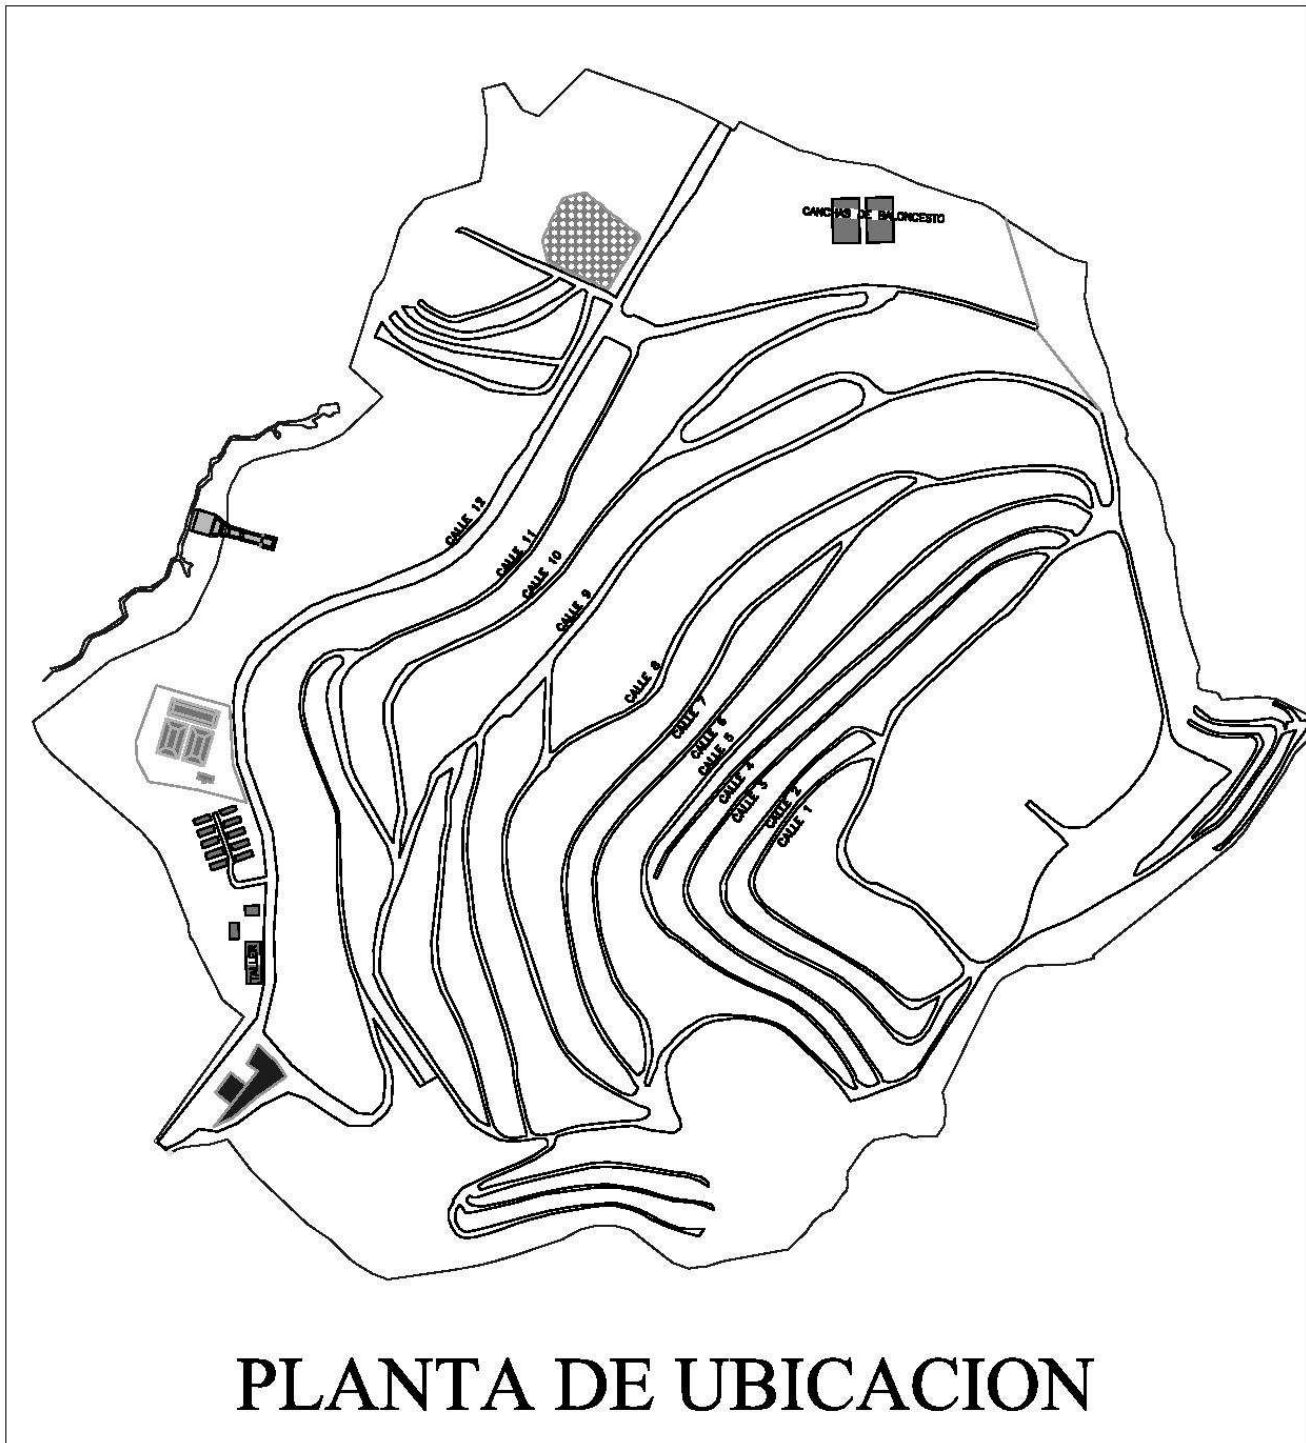 CANCHAS DE BALONCESTO
CALLE 12
CALLE 11
CALLE 10
CALLE 9
CALLE 8
CALLE 7
CALLE 6
CALLE 5
CALLE 4
CALLE 3
CALLE 2
CALLE 1
TALLER
PLANTA DE UBICACION